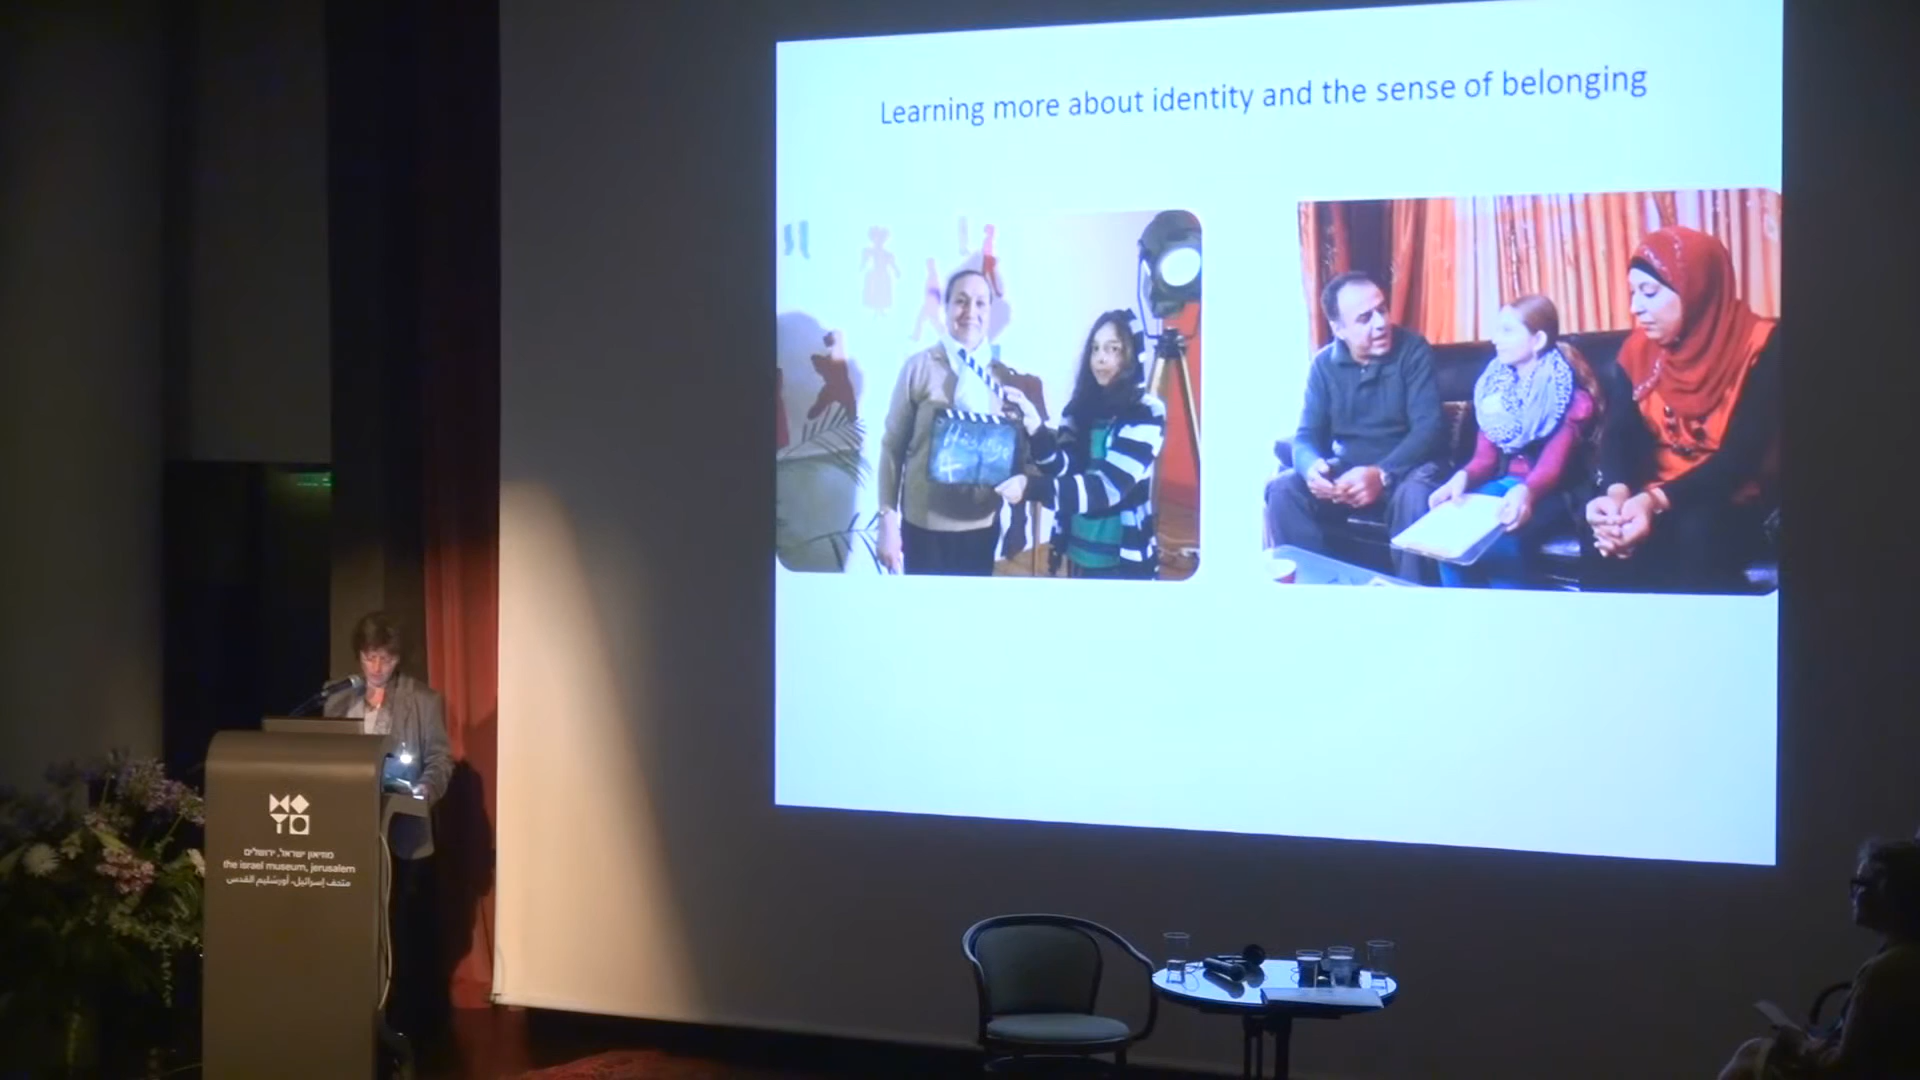 Learning more about identity and the sense of belonging
מוזיאון ישראל, ירושלים
the israel museum, jerusalem
متحف إسرائيل، أورشليم القدس